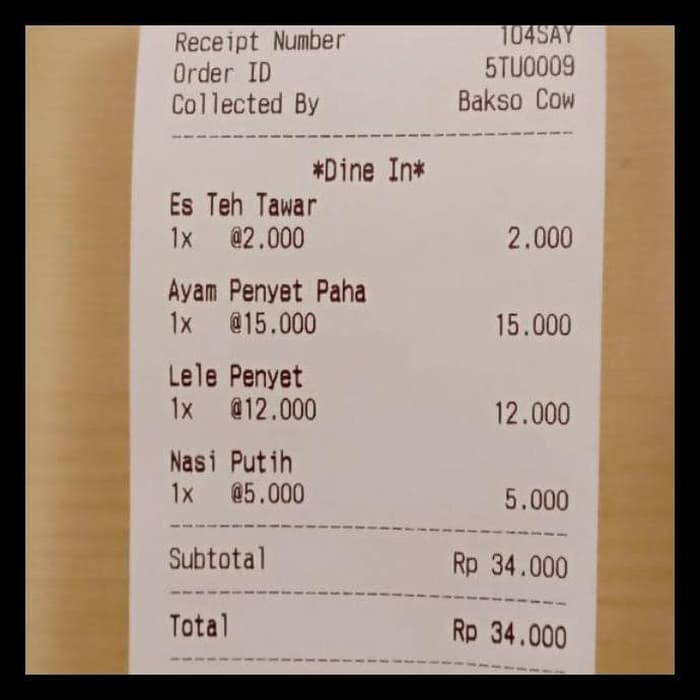 Receipt Number 104SAY
Order ID 5TU0009
Collected By Bakso Cow
*Dine In*
Es Teh Tawar
1x @2.000 2.000
Ayam Penyet Paha
1x @15.000 15.000
Lele Penyet
1x @12.000 12.000
Nasi Putih
1x @5.000 5.000
Subtotal Rp 34.000
Total Rp 34.000